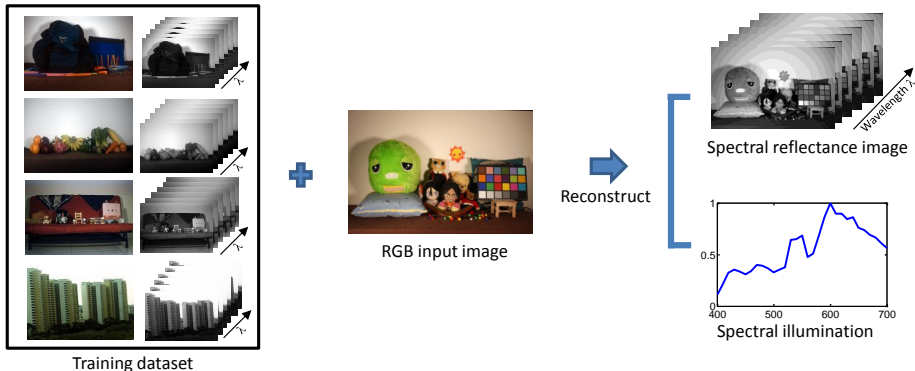 λ
λ
λ
λ
Training dataset
RGB input image
Reconstruct
Wavelength λ
Spectral reflectance image
1
0.5
0
400
500
600
700
Spectral illumination